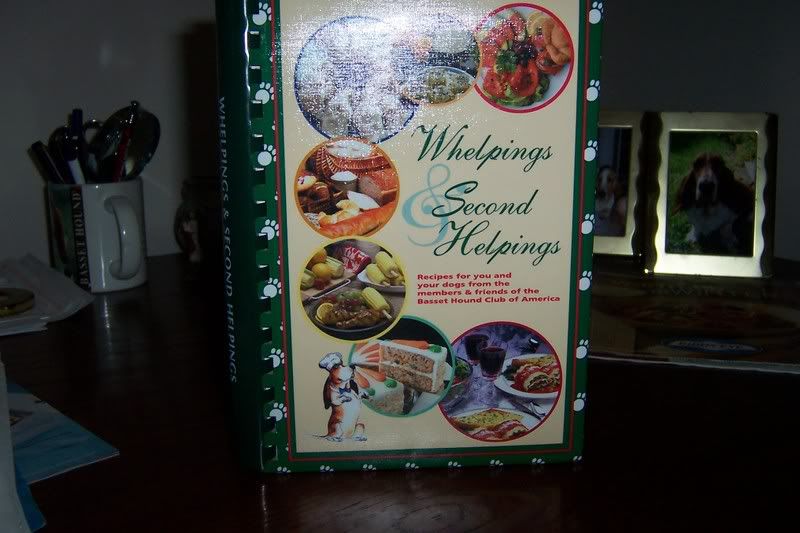 Whelpings
& Second
Helpings
Recipes for you and
your dogs from the
members & friends of the
Basset Hound Club of America
WHELPINGS & SECOND HELPINGS
BASSET HOUND